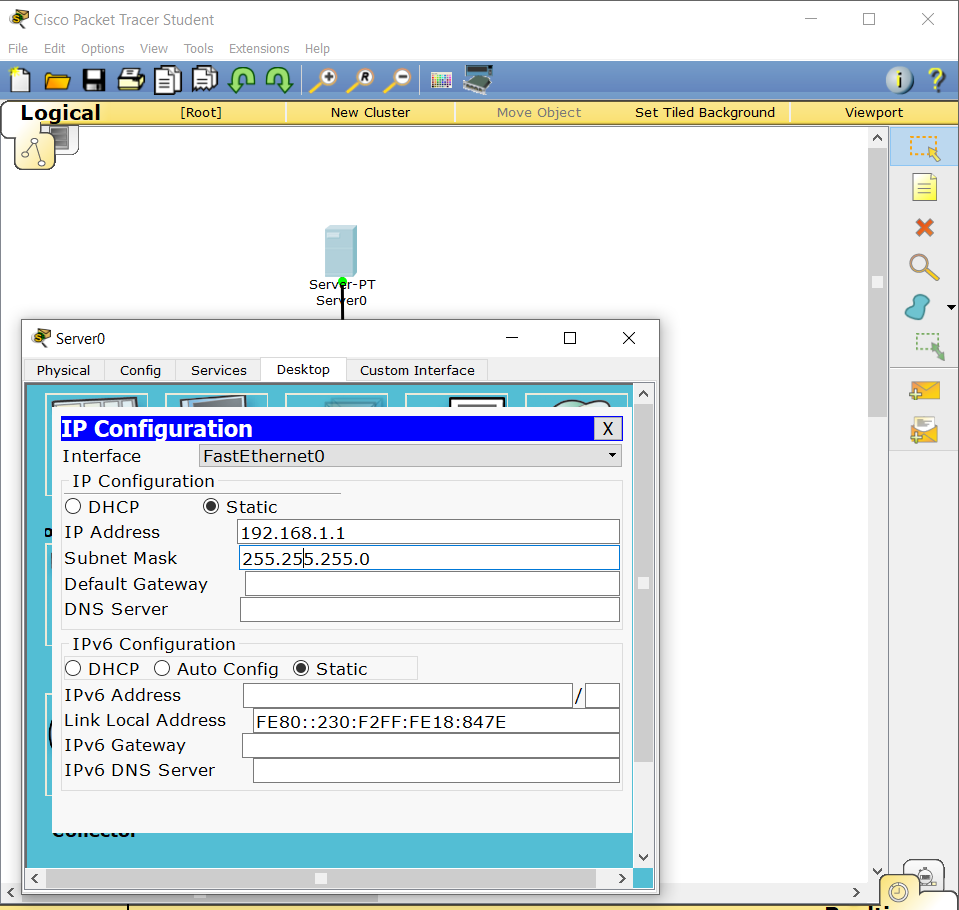 Cisco Packet Tracer Student
File Edit Options View Tools Extensions Help
Logical [Root] New Cluster Move Object Set Tiled Background Viewport
Server-PT
Server0
Server0
Physical Config Services Desktop Custom Interface
IP Configuration X
Interface FastEthernet0
IP Configuration
DHCP Static
IP Address 192.168.1.1
Subnet Mask 255.255.255.0
Default Gateway
DNS Server
IPv6 Configuration
DHCP Auto Config Static
IPv6 Address /
Link Local Address FE80::230:F2FF:FE18:847E
IPv6 Gateway
IPv6 DNS Server
Collector